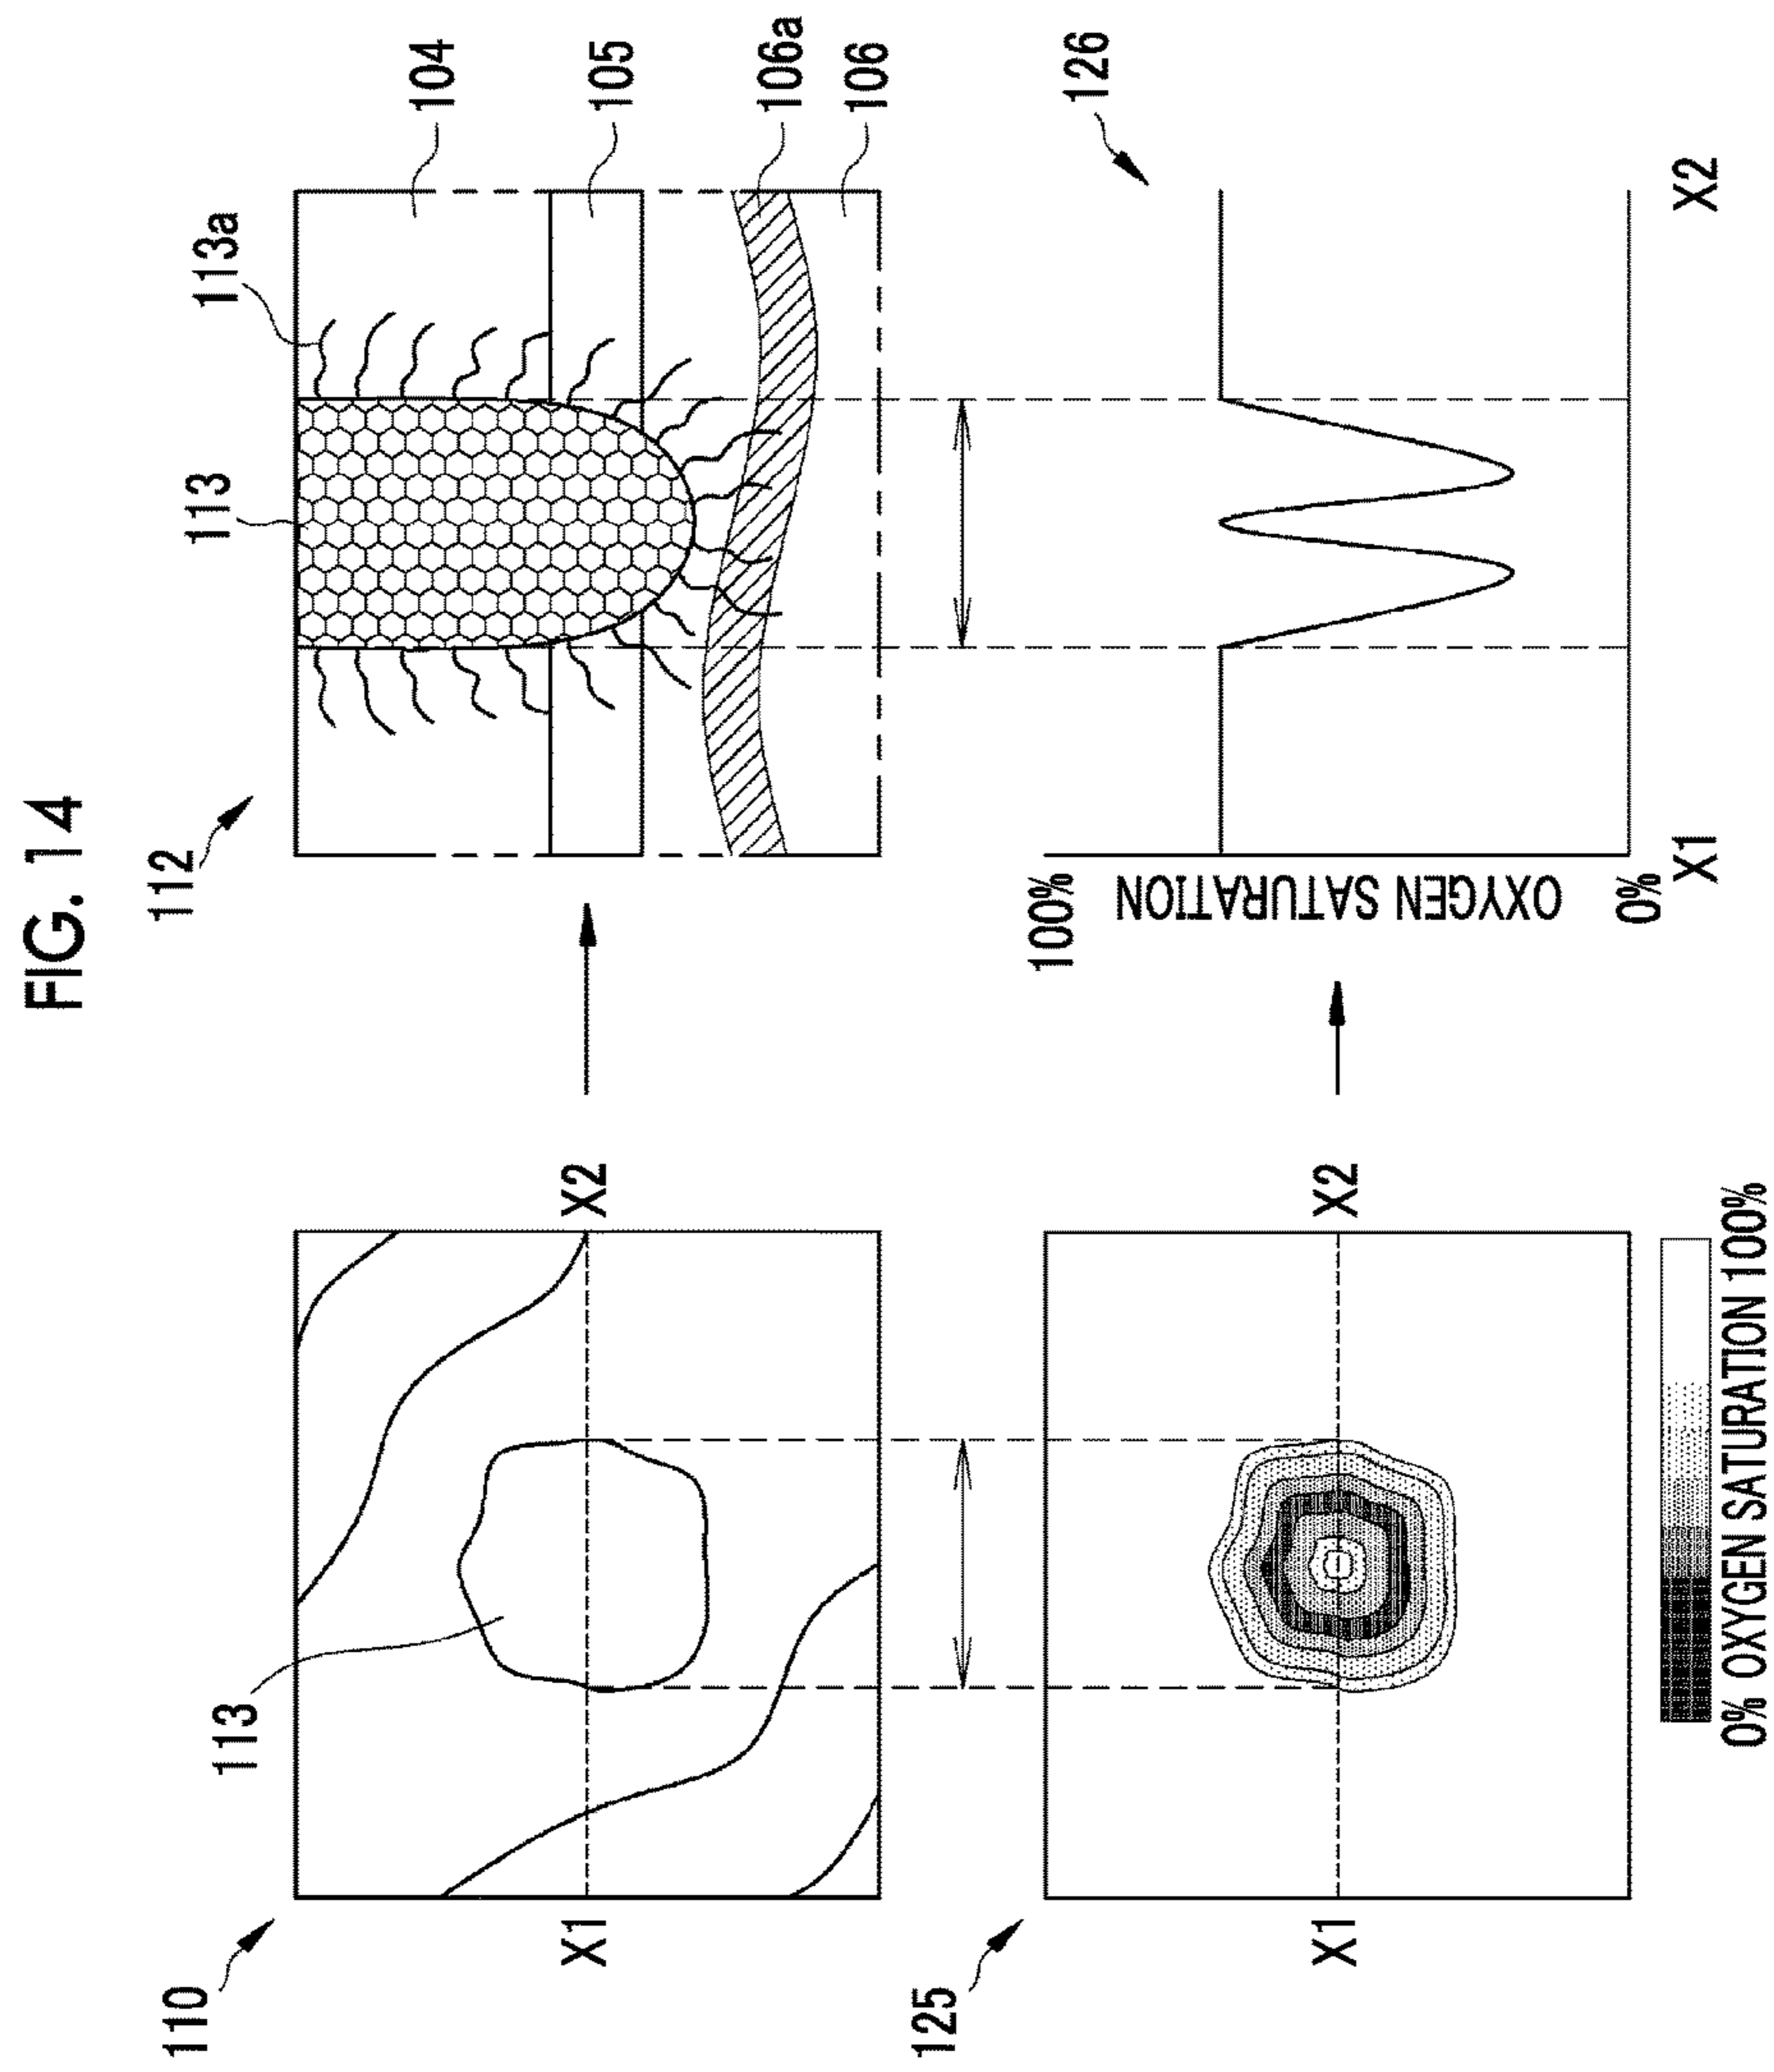 FIG. 14
110
113
X1
X2
112
113
113a
104
105
106a
106
125
X1
X2
0% OXYGEN SATURATION 100%
126
100%
OXYGEN SATURATION
0%
X1
X2